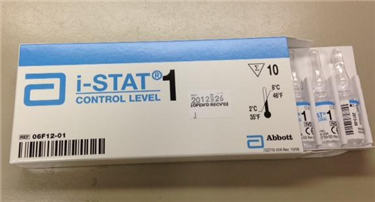 i-STAT® 1
CONTROL LEVEL
Σ 10
8°C
46°F
2°C
35°F
REF 06F12-01
Abbott